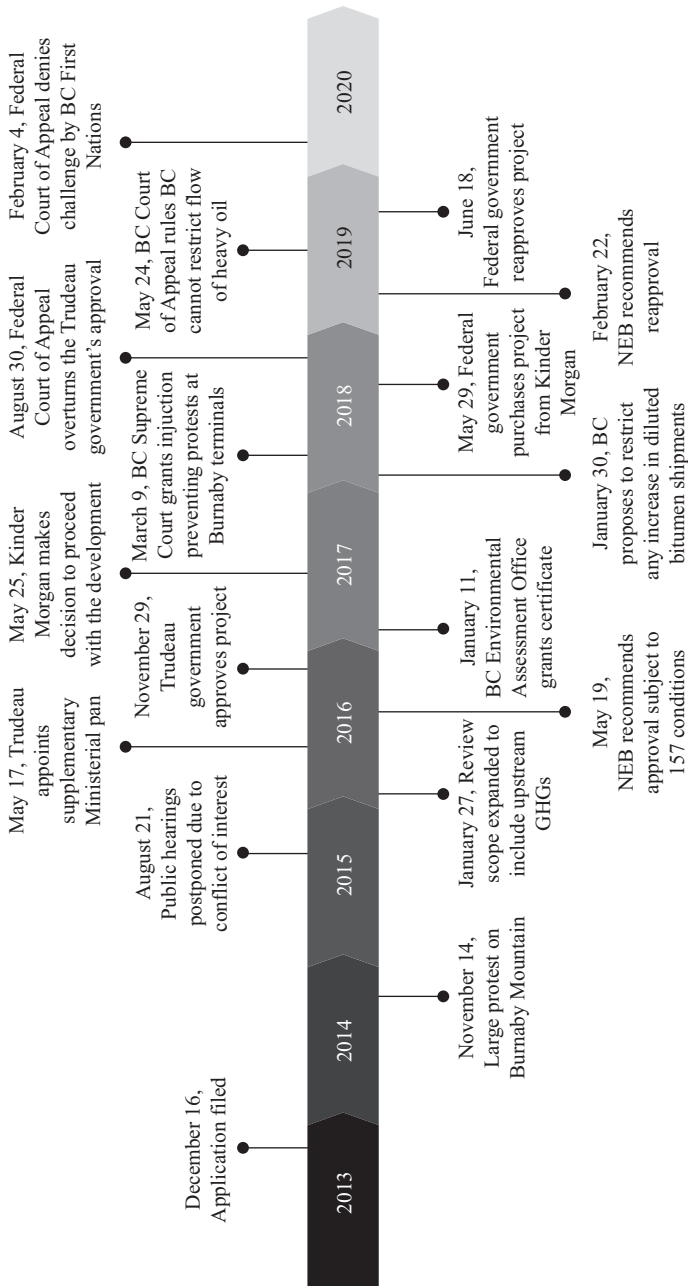 December 16,
Application filed
August 21,
Public hearings
postponed due to
conflict of interest
May 17, Trudeau
appoints
supplementary
Ministerial pan
November 29,
Trudeau
government
approves project
May 25, Kinder
Morgan makes
decision to proceed
with the development
March 9, BC Supreme
Court grants injuction
preventing protests at
Burnaby terminals
August 30, Federal
Court of Appeal
overturns the Trudeau
government's approval
May 24, BC Court
of Appeal rules BC
cannot restrict flow
of heavy oil
February 4, Federal
Court of Appeal denies
challenge by BC First
Nations
2013
2014
2015
2016
2017
2018
2019
2020
November 14,
Large protest on
Burnaby Mountain
January 27, Review
scope expanded to
include upstream
GHGs
May 19,
NEB recommends
approval subject to
157 conditions
January 11,
BC Environmental
Assessment Office
grants certificate
January 30, BC
proposes to restrict
any increase in diluted
bitumen shipments
May 29, Federal
government
purchases project
from Kinder
Morgan
February 22,
NEB recommends
reapproval
June 18,
Federal government
reapproves project